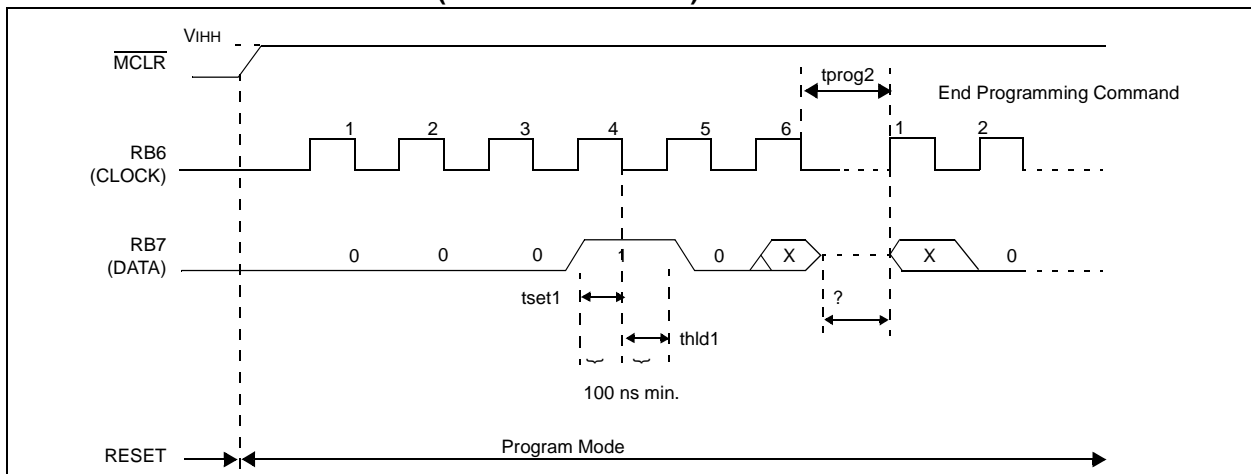 VIHH
MCLR
tprog2
End Programming Command
1 2 3 4 5 6 1 2
RB6
(CLOCK)
RB7
(DATA)
0 0 0 1 0 X X 0
tset1
?
thld1
100 ns min.
RESET
Program Mode